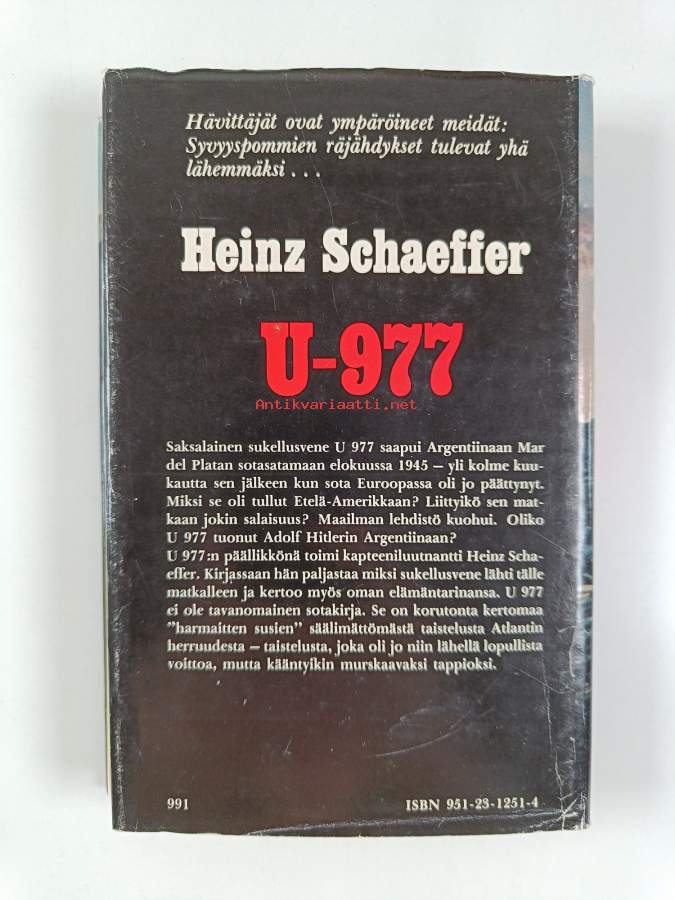 Hävittäjät ovat ympäröineet meidät:
Syvyyspommien räjähdykset tulevat yhä
lähemmäksi . . .
Heinz Schaeffer
U-977
Antikvariaatti.net
Saksalainen sukellusvene U 977 saapui Argentiinaan Mar
del Platan sotasatamaan elokuussa 1945 – yli kolme kuu-
kautta sen jälkeen kun sota Euroopassa oli jo päättynyt.
Miksi se oli tullut Etelä-Amerikkaan? Liittyikö sen mat-
kaan jokin salaisuus? Maailman lehdistö kuohui. Oliko
U 977 tuonut Adolf Hitlerin Argentiinaan?
U 977:n päällikkönä toimi kapteeniluutnantti Heinz Scha-
effer. Kirjassaan hän paljastaa miksi sukellusvene lähti tälle
matkalleen ja kertoo myös oman elämäntarinansa. U 977
ei ole tavanomainen sotakirja. Se on korutonta kertomaa
”harmaitten susien” säälimättömästä taistelusta Atlantin
herruudesta – taistelusta, joka oli jo niin lähellä lopullista
voittoa, mutta kääntyikin murskaavaksi tappioksi.
991
ISBN 951-23-1251-4